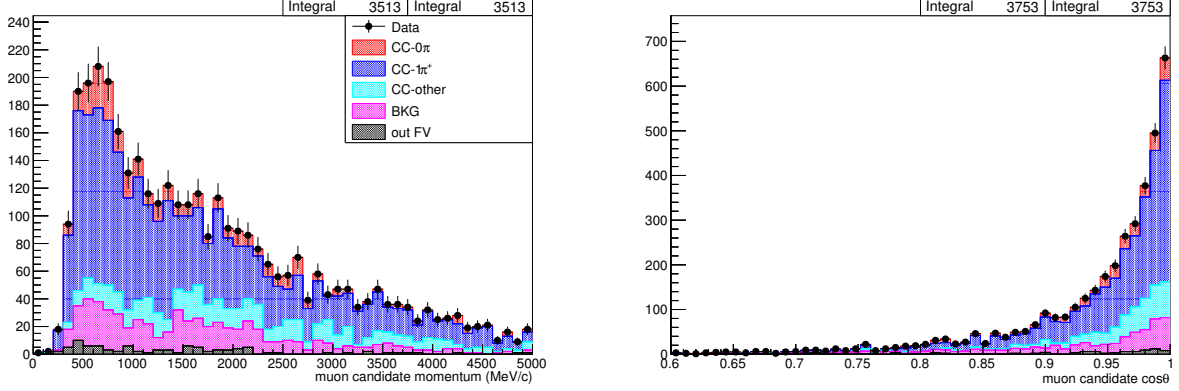 Integral 3513 Integral 3513
Data
CC-0π
CC-1π⁺
CC-other
BKG
out FV
240
220
200
180
160
140
120
100
80
60
40
20
0
0 500 1000 1500 2000 2500 3000 3500 4000 4500 5000
muon candidate momentum (MeV/c)
Integral 3753 Integral 3753
700
600
500
400
300
200
100
0
0.6 0.65 0.7 0.75 0.8 0.85 0.9 0.95 1
muon candidate cosθ